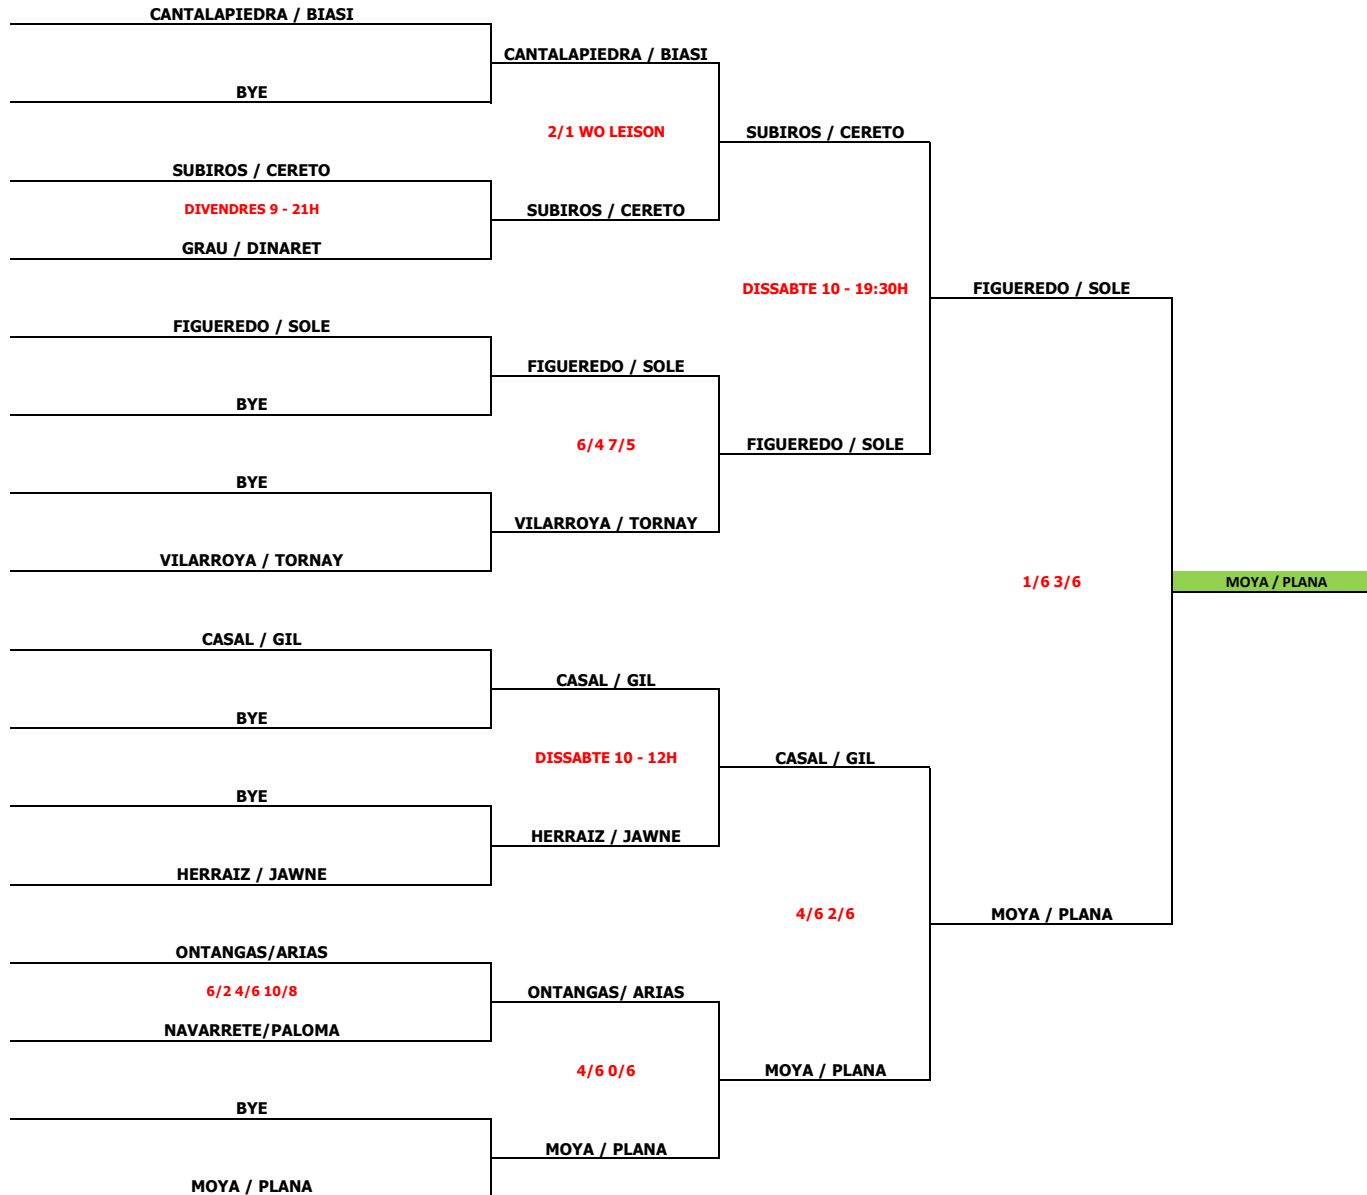 CANTALAPIEDRA / BIASI
CANTALAPIEDRA / BIASI
BYE
2/1 WO LEISON
SUBIROS / CERETO
SUBIROS / CERETO
DIVENDRES 9 - 21H
SUBIROS / CERETO
GRAU / DINARET
DISSABTE 10 - 19:30H
FIGUEREDO / SOLE
FIGUEREDO / SOLE
FIGUEREDO / SOLE
BYE
6/4 7/5
FIGUEREDO / SOLE
BYE
VILARROYA / TORNAY
VILARROYA / TORNAY
1/6 3/6
MOYA / PLANA
CASAL / GIL
CASAL / GIL
BYE
DISSABTE 10 - 12H
CASAL / GIL
BYE
HERRAIZ / JAWNE
HERRAIZ / JAWNE
4/6 2/6
MOYA / PLANA
ONTANGAS/ARIAS
6/2 4/6 10/8
ONTANGAS/ ARIAS
NAVARRETE/PALOMA
4/6 0/6
MOYA / PLANA
BYE
MOYA / PLANA
MOYA / PLANA